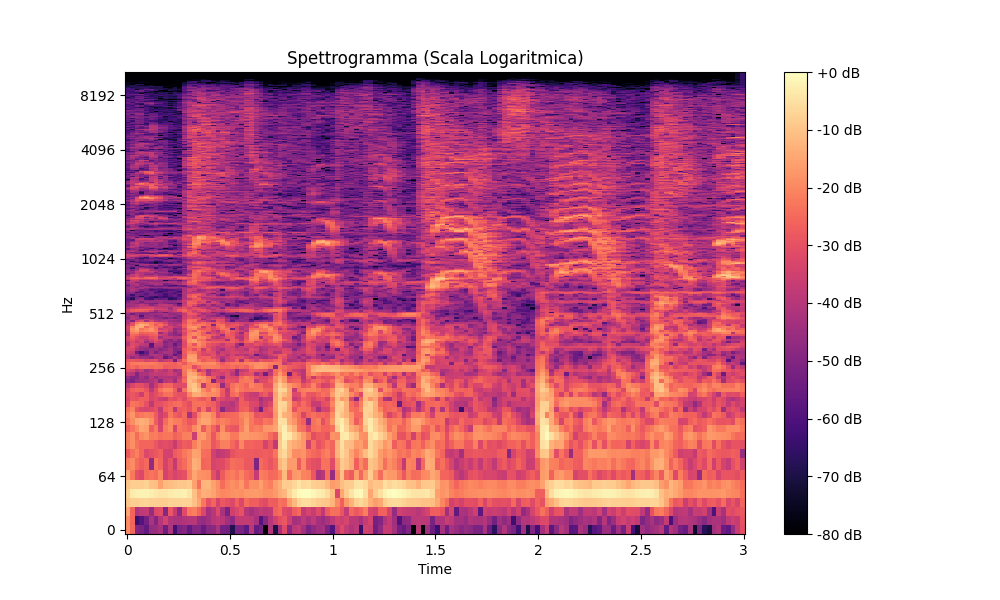 Spettrogramma (Scala Logaritmica)
Hz
8192
4096
2048
1024
512
256
128
64
0
0
0.5
1
1.5
2
2.5
3
Time
+0 dB
-10 dB
-20 dB
-30 dB
-40 dB
-50 dB
-60 dB
-70 dB
-80 dB